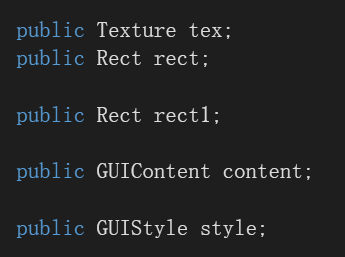 public Texture tex;
public Rect rect;
public Rect rect1;
public GUIContent content;
public GUIStyle style;